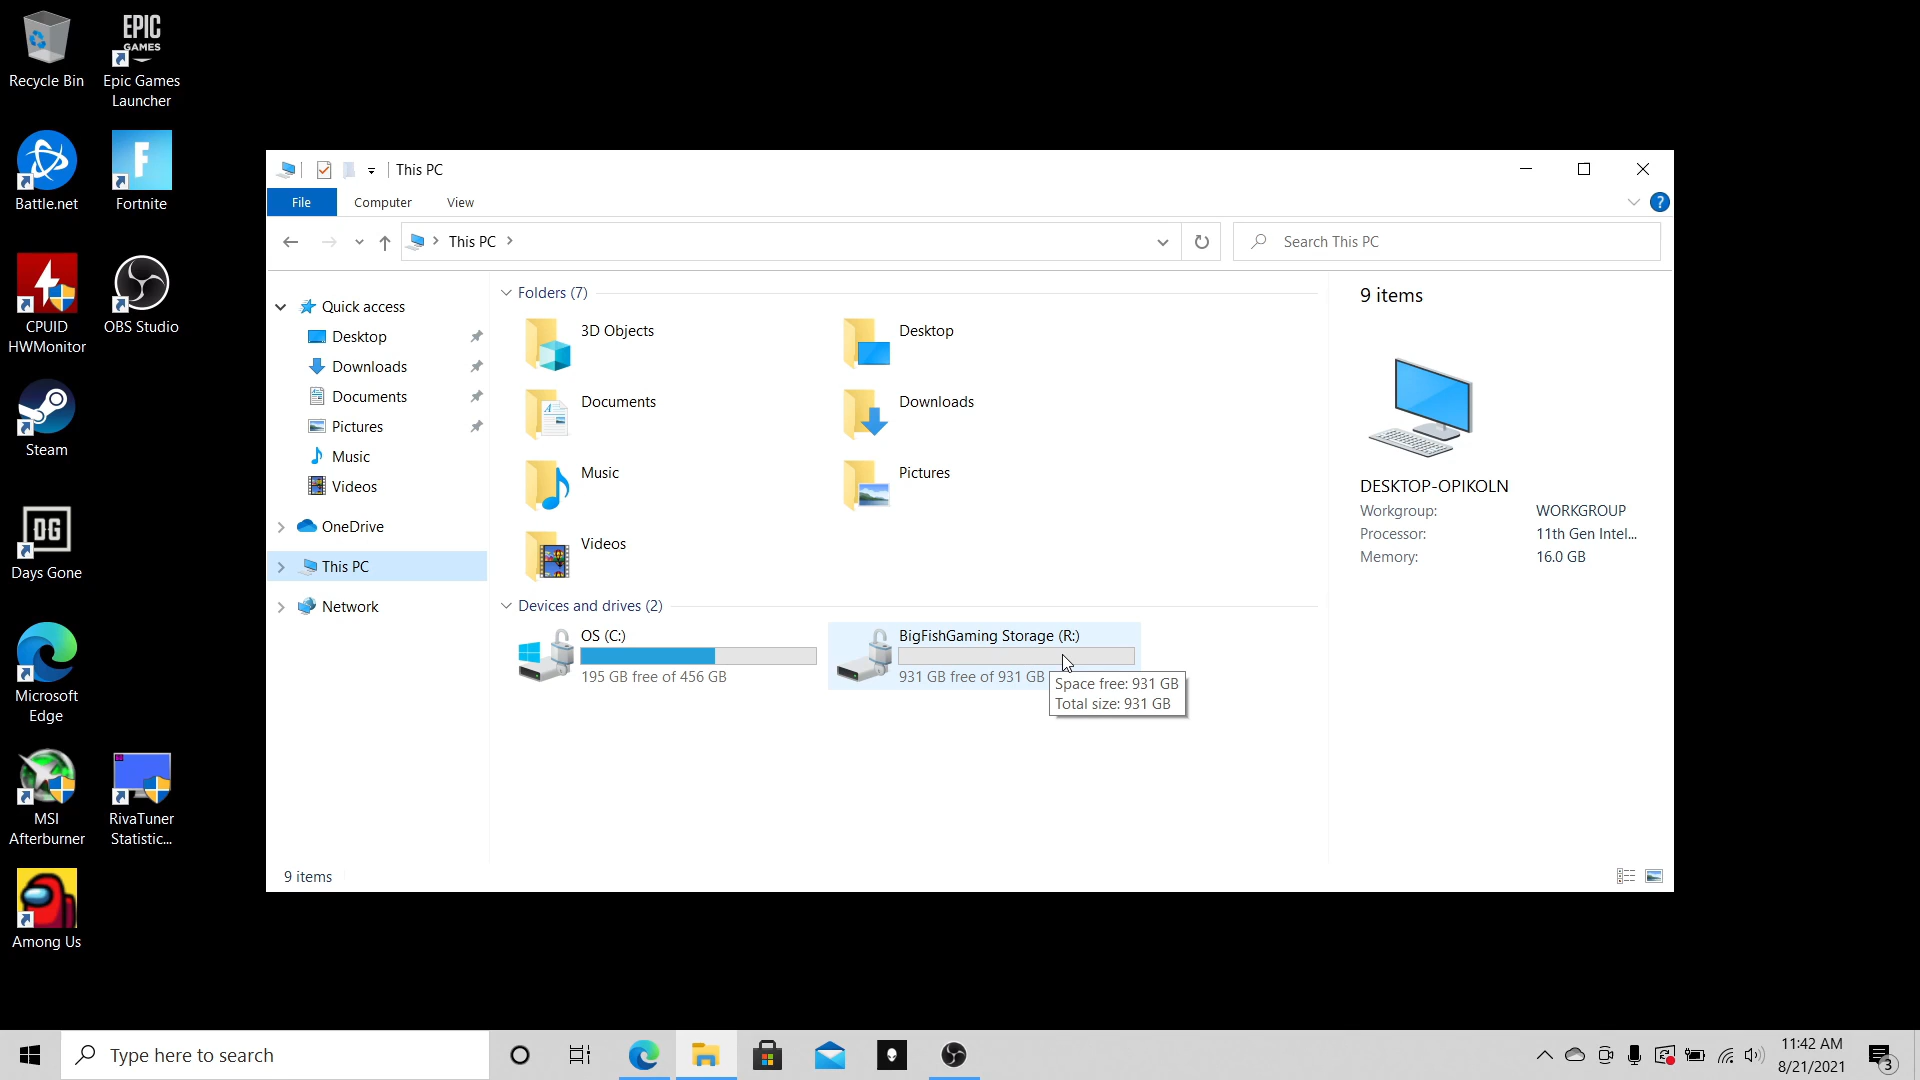 Recycle Bin
EPIC
GAMES
Epic Games
Launcher
Battle.net
F
Fortnite
CPUID
HWMonitor
OBS Studio
Steam
DG
Days Gone
Microsoft
Edge
MSI
Afterburner
RivaTuner
Statistic...
Among Us
This PC
File
Computer
View
?
This PC
Search This PC
Quick access
Desktop
Downloads
Documents
Pictures
Music
Videos
OneDrive
This PC
Network
Folders (7)
3D Objects
Desktop
Documents
Downloads
Music
Pictures
Videos
Devices and drives (2)
OS (C:)
195 GB free of 456 GB
BigFishGaming Storage (R:)
931 GB free of 931 GB
Space free: 931 GB
Total size: 931 GB
9 items
DESKTOP-OPIKOLN
Workgroup: WORKGROUP
Processor: 11th Gen Intel...
Memory: 16.0 GB
9 items
Type here to search
11:42 AM
8/21/2021
3